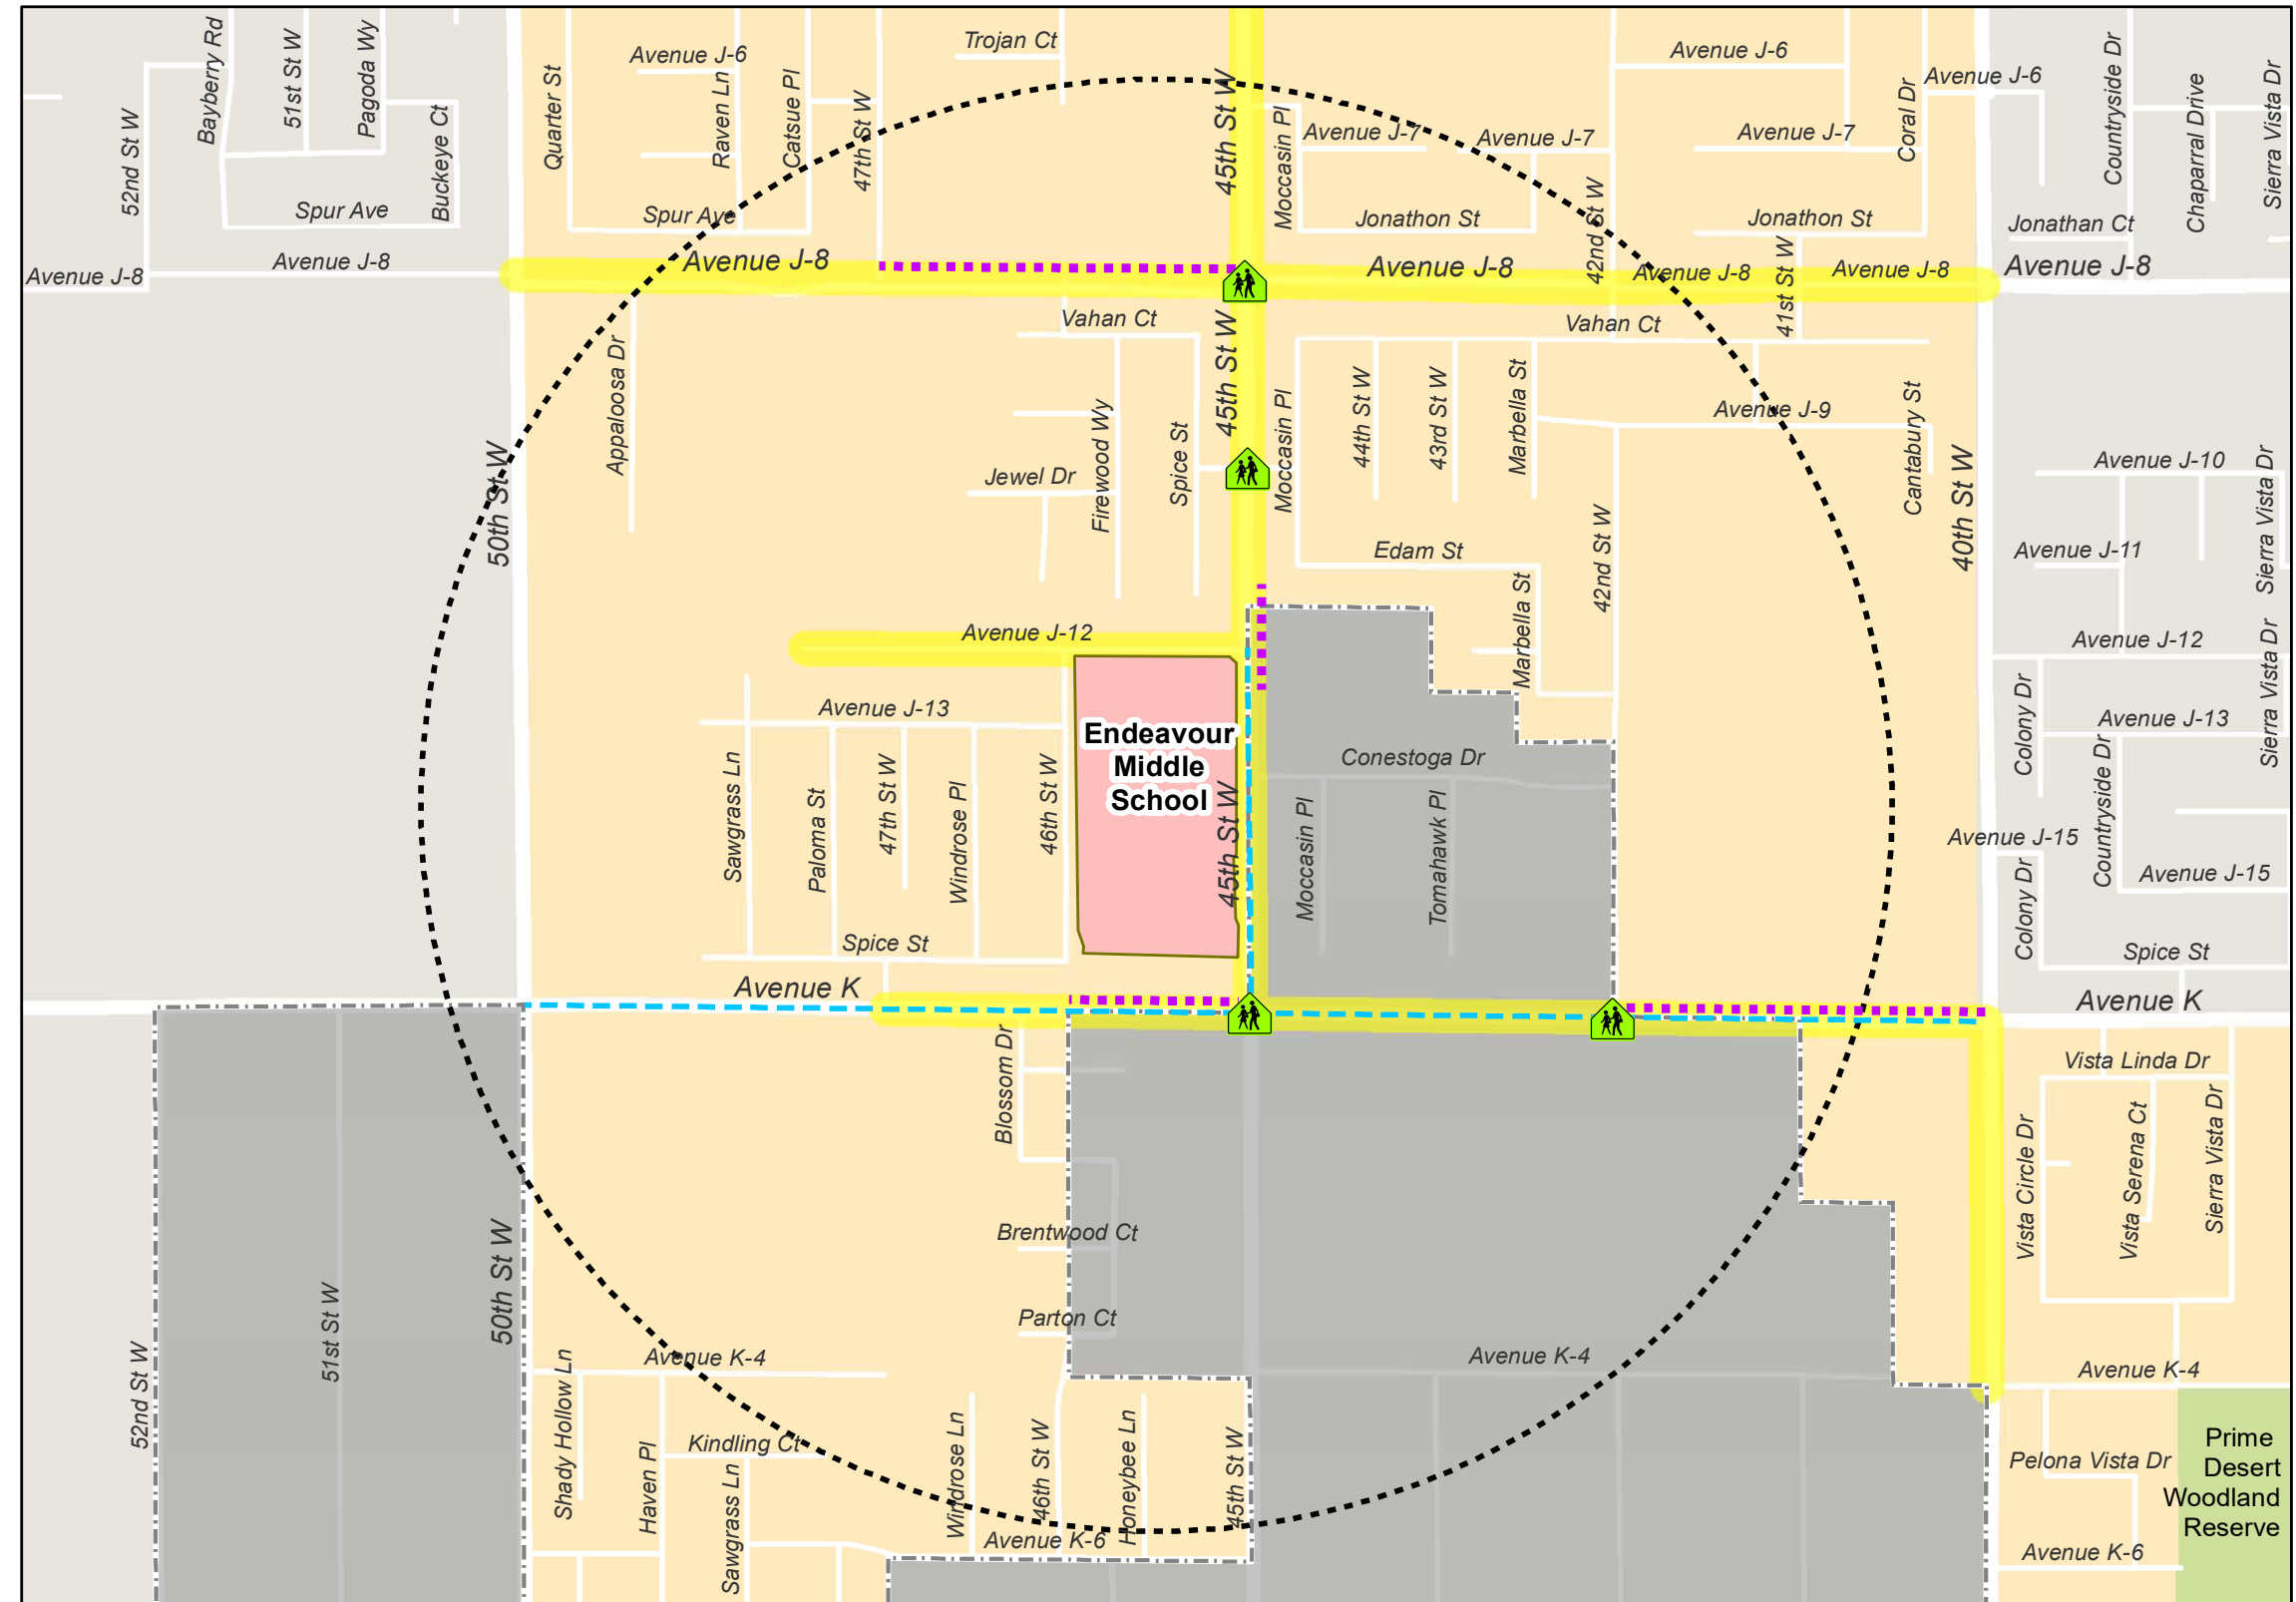 Bayberry Rd
51st St W
Pagoda Wy
52nd St W
Buckeye Ct
Quarter St
Avenue J-6
Raven Ln
Catsue Pl
47th St W
Trojan Ct
45th St W
Moccasin Pl
Avenue J-7
Avenue J-7
Avenue J-6
Avenue J-7
Coral Dr
Avenue J-6
Countryside Dr
Chaparral Drive
Sierra Vista Dr
Spur Ave
Spur Ave
Jonathon St
42nd St W
Jonathon St
41st St W
Jonathan Ct
Avenue J-8
Avenue J-8
Avenue J-8
Avenue J-8
Avenue J-8
Avenue J-8
Avenue J-8
Appaloosa Dr
Vahan Ct
45th St W
Vahan Ct
50th St W
Firewood Wy
Spice St
Jewel Dr
Moccasin Pl
44th St W
43rd St W
Marbella St
Avenue J-9
Cantabury St
40th St W
Avenue J-10
Sierra Vista Dr
Edam St
42nd St W
Avenue J-11
Marbella St
Avenue J-12
Avenue J-12
Sierra Vista Dr
Avenue J-13
Colony Dr
Avenue J-13
Endeavour
Middle
School
Conestoga Dr
Sawgrass Ln
Paloma St
47th St W
Windrose Pl
46th St W
45th St W
Moccasin Pl
Tomahawk Pl
Countryside Dr
Avenue J-15
Avenue J-15
Colony Dr
Spice St
Spice St
Avenue K
Avenue K
Blossom Dr
Vista Linda Dr
Vista Circle Dr
Vista Serena Ct
Sierra Vista Dr
Brentwood Ct
50th St W
51st St W
52nd St W
Parton Ct
Avenue K-4
Avenue K-4
Avenue K-4
Shady Hollow Ln
Haven Pl
Kindling Ct
Sawgrass Ln
Windrose Ln
46th St W
Honeybee Ln
45th St W
Avenue K-6
Pelona Vista Dr
Prime
Desert
Woodland
Reserve
Avenue K-6